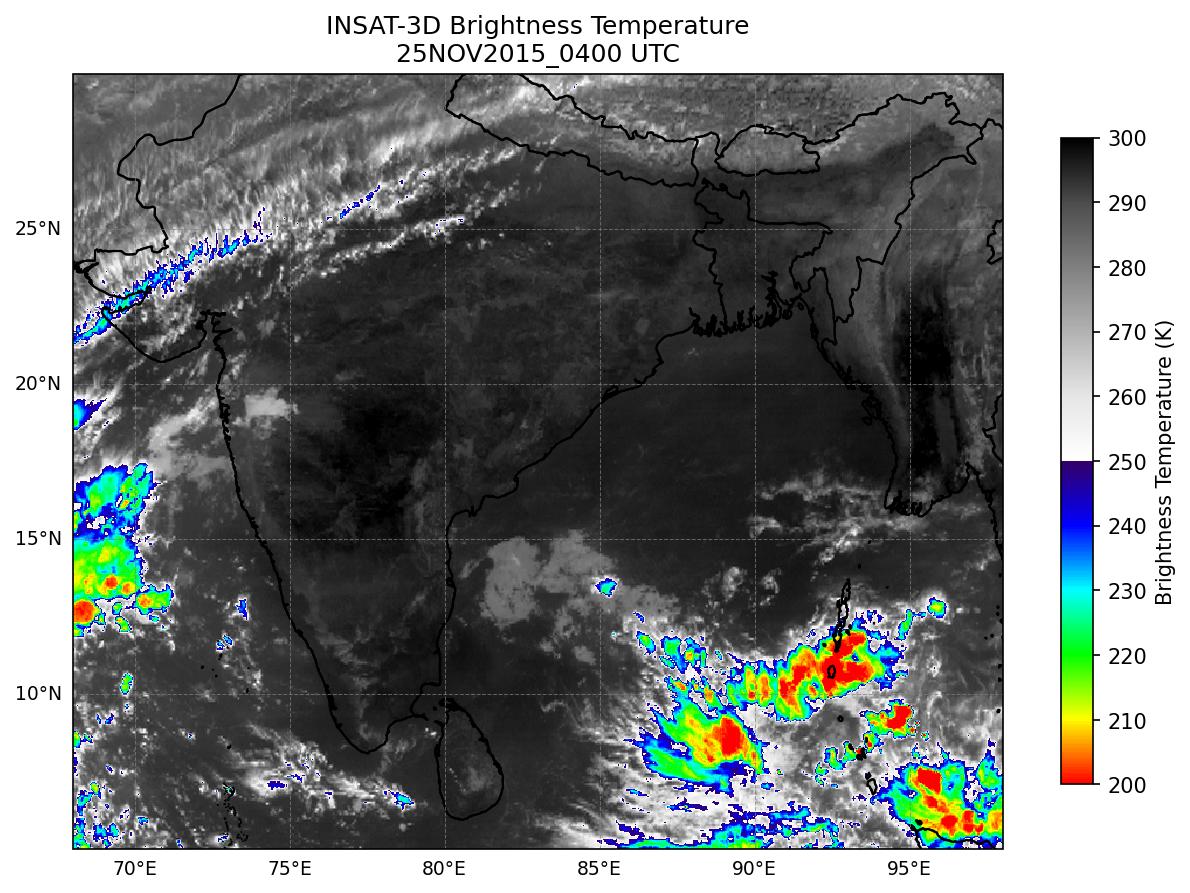 INSAT-3D Brightness Temperature
25NOV2015_0400 UTC
25°N
20°N
15°N
10°N
70°E
75°E
80°E
85°E
90°E
95°E
300
290
280
270
260
250
240
230
220
210
200
Brightness Temperature (K)